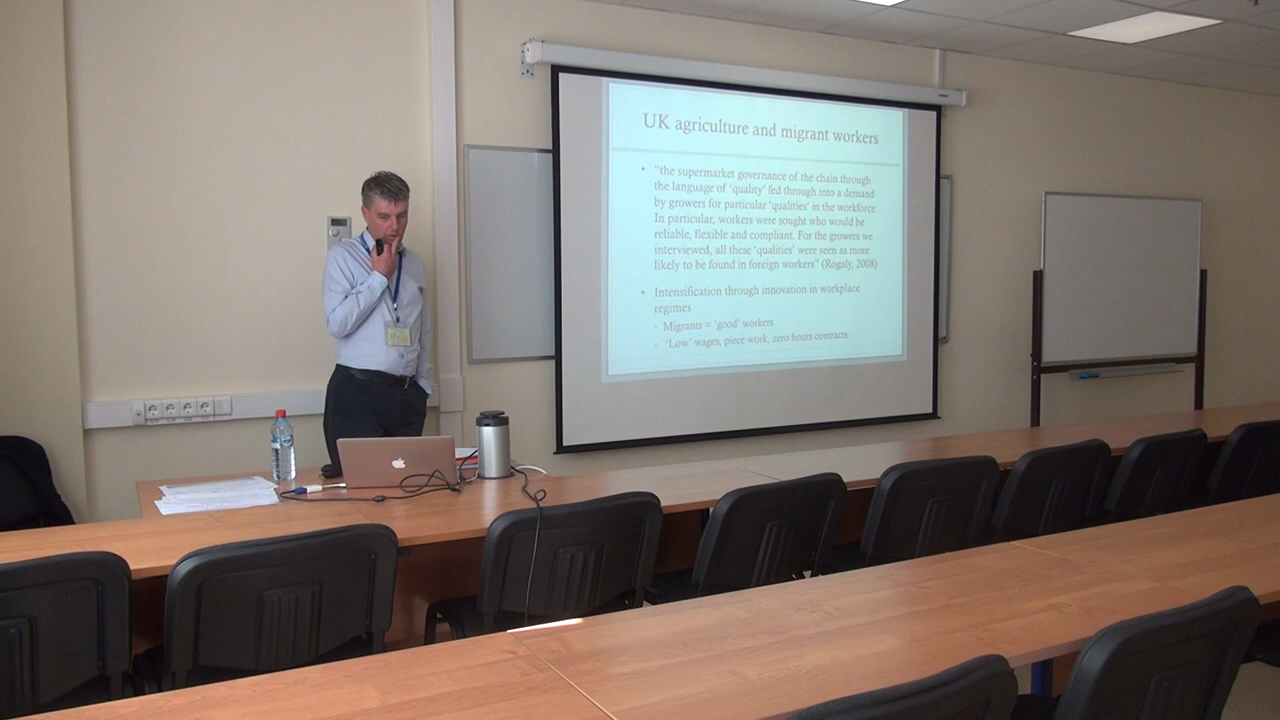 UK agriculture and migrant workers
• “the supermarket governance of the chain through
the language of ‘quality’ fed through into a demand
by growers for particular ‘qualities’ in the workforce.
In particular, workers were sought who would be
reliable, flexible and compliant. For the growers we
interviewed, all these ‘qualities’ were seen as more
likely to be found in foreign workers” (Rogaly, 2008)
• Intensification through innovation in workplace
regimes
◦ Migrants = ‘good’ workers
◦ ‘Low’ wages, piece work, zero hours contracts